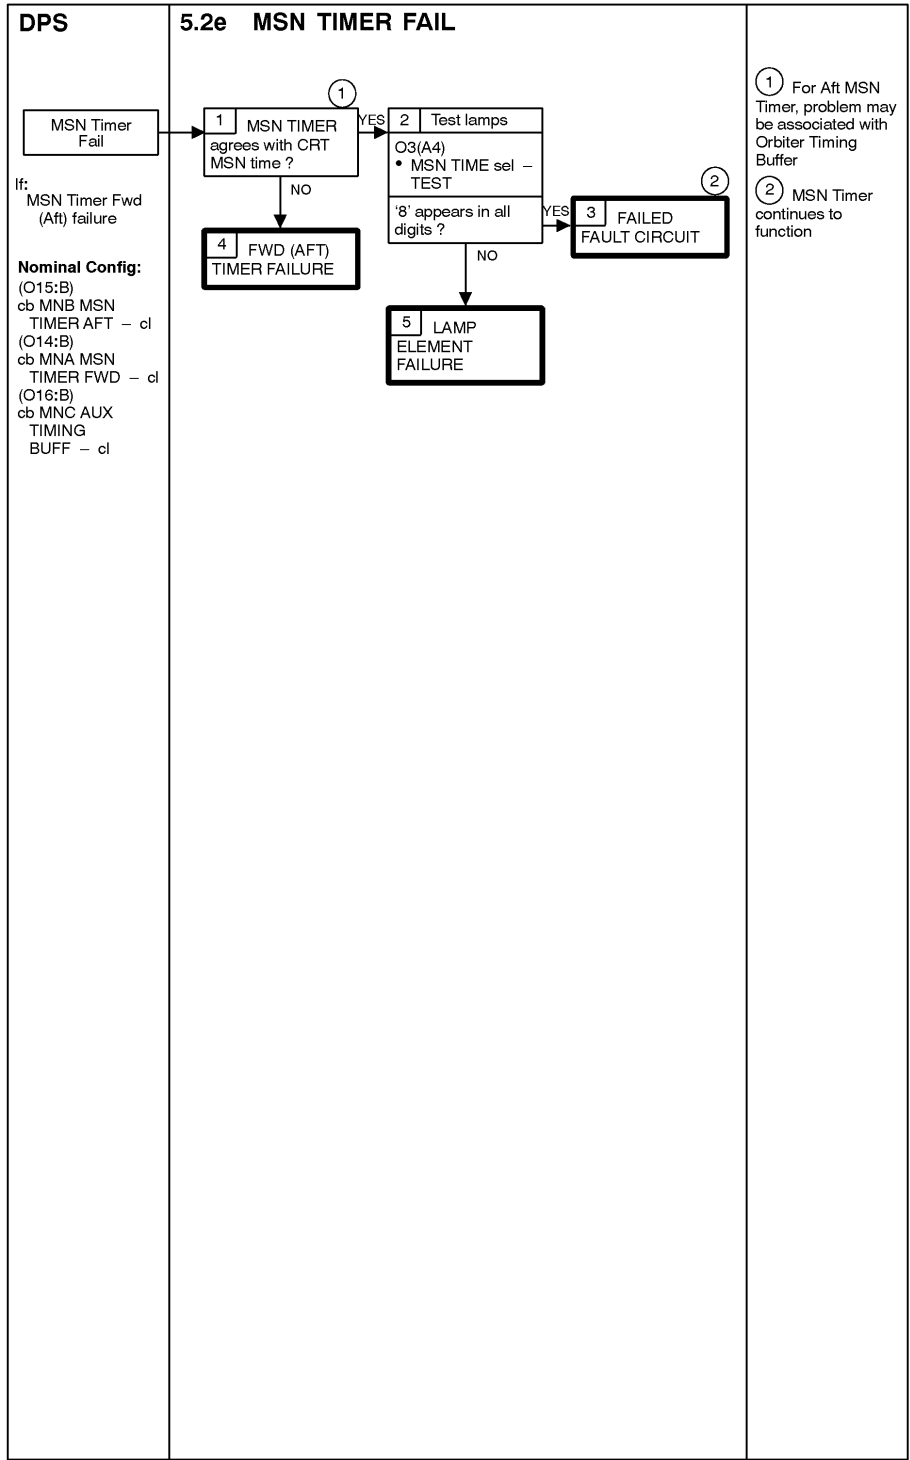 DPS
5.2e MSN TIMER FAIL
MSN Timer
Fail
If:
MSN Timer Fwd
(Aft) failure
Nominal Config:
(O15:B)
cb MNB MSN
TIMER AFT – cl
(O14:B)
cb MNA MSN
TIMER FWD – cl
(O16:B)
cb MNC AUX
TIMING
BUFF – cl
1
1 MSN TIMER
agrees with CRT
MSN time ?
YES
NO
4 FWD (AFT)
TIMER FAILURE
2 Test lamps
O3(A4)
• MSN TIME sel –
TEST
‘8’ appears in all
digits ?
YES
NO
2
3 FAILED
FAULT CIRCUIT
5 LAMP
ELEMENT
FAILURE
1 For Aft MSN
Timer, problem may
be associated with
Orbiter Timing
Buffer
2 MSN Timer
continues to
function